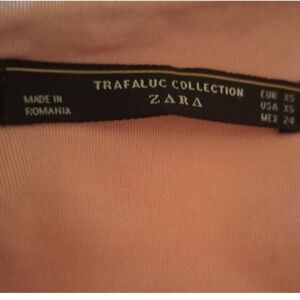 TRAFALUC COLLECTION
ZARA
MADE IN
ROMANIA
EUR XS
USA XS
MEX 24